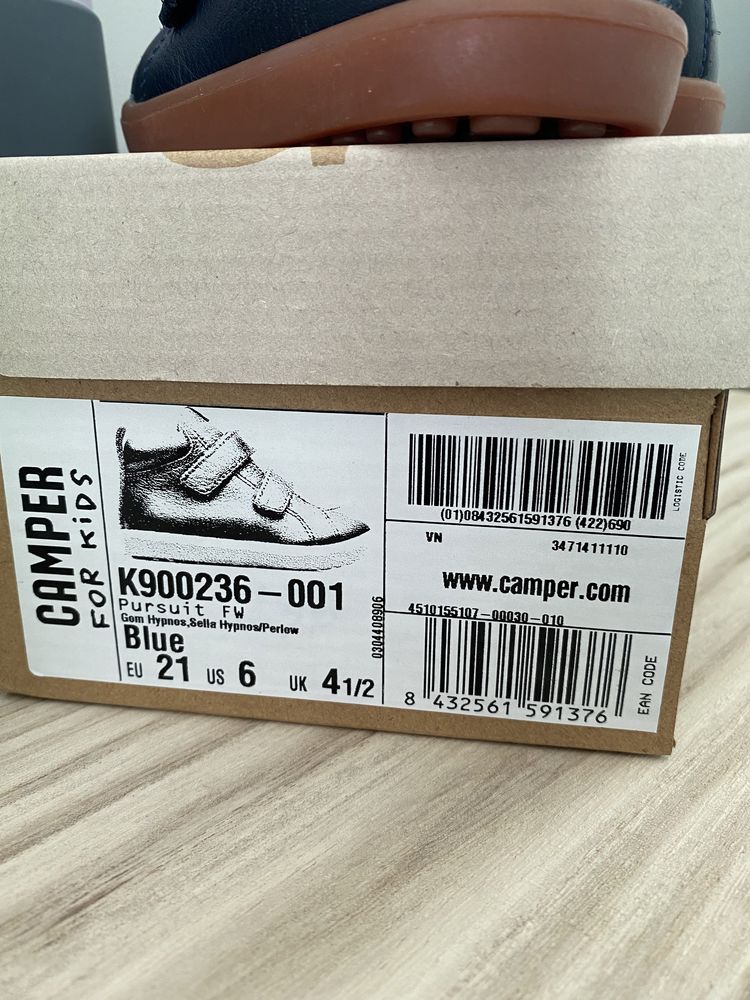 CAMPER
FOR KIDS
K900236-001
Pursuit FW
Gom Hypnos,Sella Hypnos/Perlow
Blue
EU 21 US 6 UK 4 1/2
0304408906
(01)08432561591376 (422)690
LOGISTIC CODE
VN 3471411110
www.camper.com
4510155107-00030-010
8 432561 591376
EAN CODE